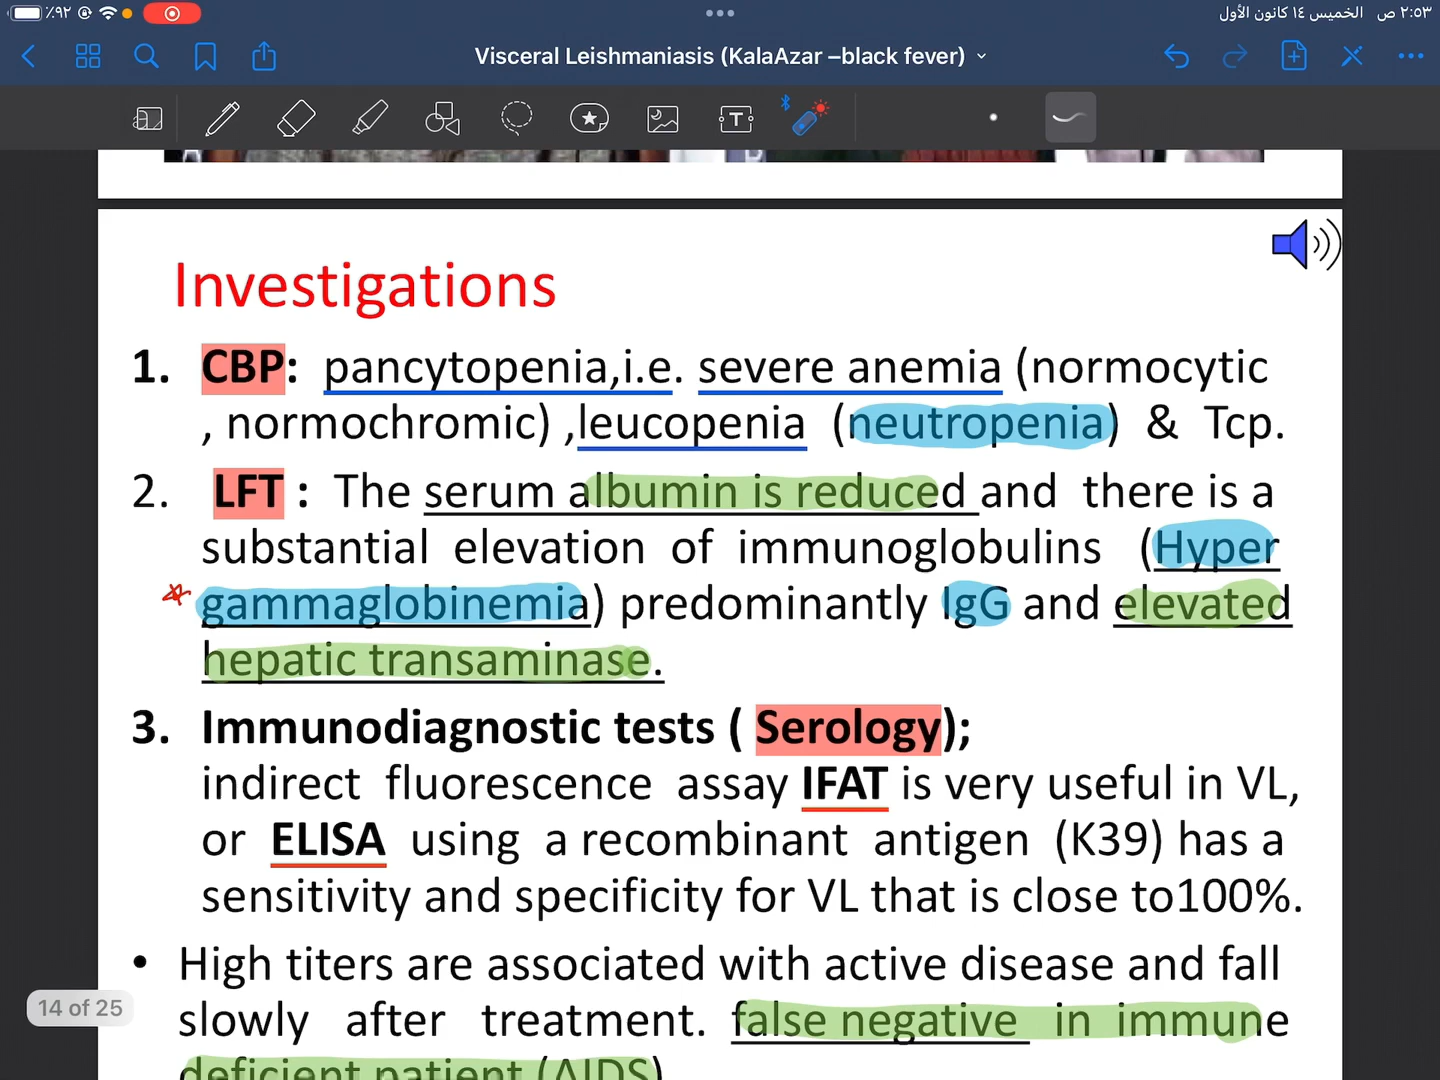 ٪٩٢
٢:٥٣ ص الخميس ١٤ كانون الأول
Visceral Leishmaniasis (KalaAzar –black fever)
T
Investigations
1. CBP: pancytopenia,i.e. severe anemia (normocytic
, normochromic) ,leucopenia (neutropenia) & Tcp.
2. LFT : The serum albumin is reduced and there is a
substantial elevation of immunoglobulins (Hyper
gammaglobinemia) predominantly IgG and elevated
hepatic transaminase.
3. Immunodiagnostic tests ( Serology);
indirect fluorescence assay IFAT is very useful in VL,
or ELISA using a recombinant antigen (K39) has a
sensitivity and specificity for VL that is close to100%.
• High titers are associated with active disease and fall
slowly after treatment. false negative in immune
deficient patient (AIDS)
14 of 25